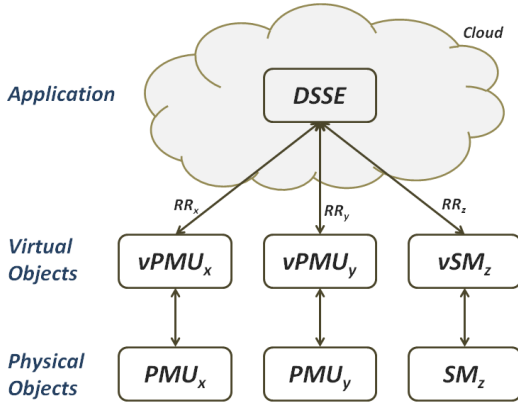 Cloud
Application
DSSE
RRx
RRy
RRz
Virtual
Objects
vPMUx
vPMUy
vSMz
Physical
Objects
PMUx
PMUy
SMz